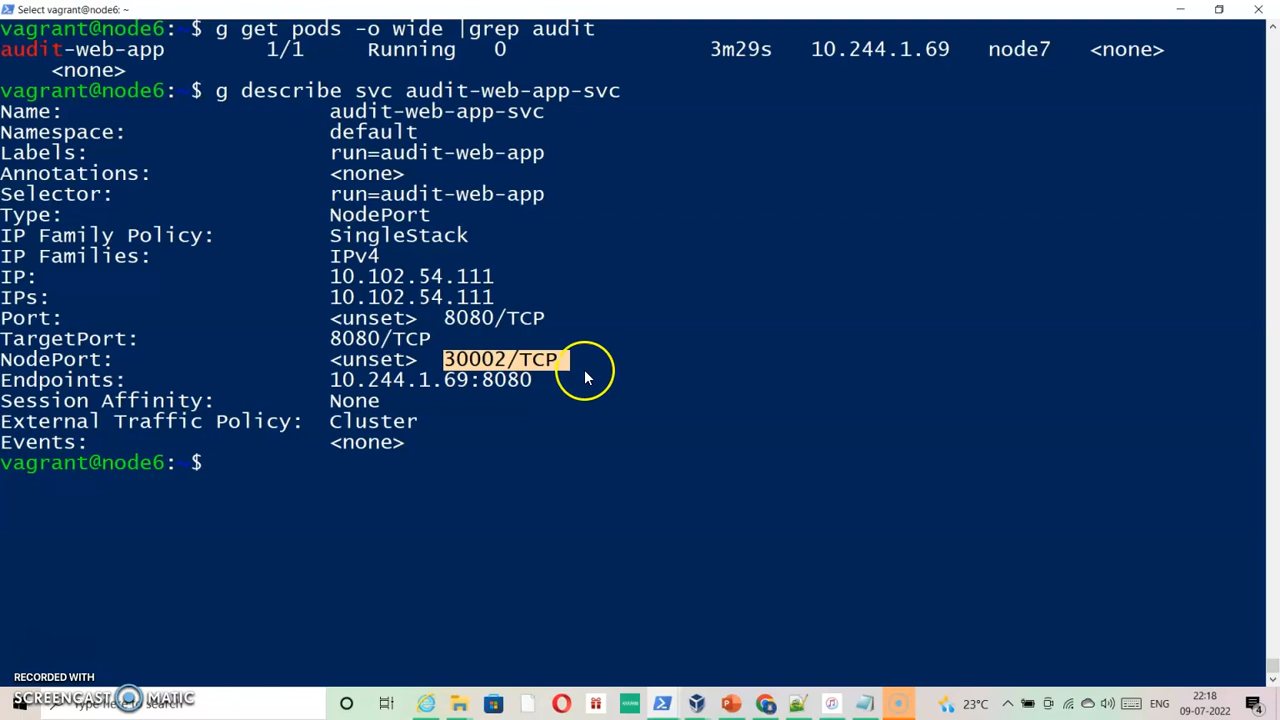 Select vagrant@node6: ~
vagrant@node6:~$ g get pods -o wide |grep audit
audit-web-app 1/1 Running 0 3m29s 10.244.1.69 node7 <none>
<none>
vagrant@node6:~$ g describe svc audit-web-app-svc
Name: audit-web-app-svc
Namespace: default
Labels: run=audit-web-app
Annotations: <none>
Selector: run=audit-web-app
Type: NodePort
IP Family Policy: SingleStack
IP Families: IPv4
IP: 10.102.54.111
IPs: 10.102.54.111
Port: <unset> 8080/TCP
TargetPort: 8080/TCP
NodePort: <unset> 30002/TCP
Endpoints: 10.244.1.69:8080
Session Affinity: None
External Traffic Policy: Cluster
Events: <none>
vagrant@node6:~$
RECORDED WITH
SCREENCAST MATIC
Type here to search
23°C
ENG
22:18
09-07-2022
4